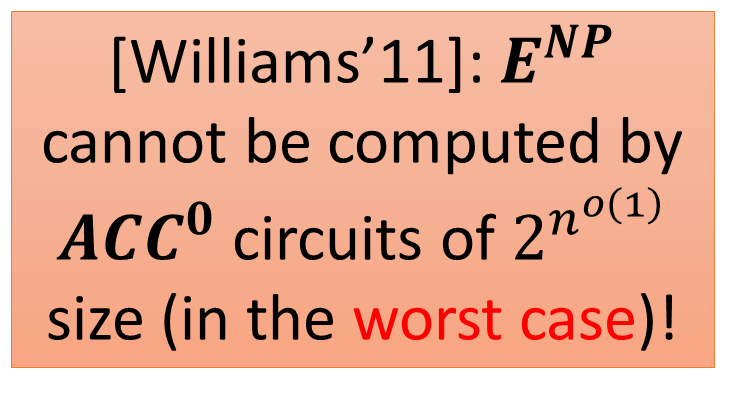 [Williams’11]: 𝑬^𝑵𝑷
cannot be computed by
𝑨𝑪𝑪^𝟎 circuits of 2^{𝑛^{𝑜(1)}}
size (in the worst case)!